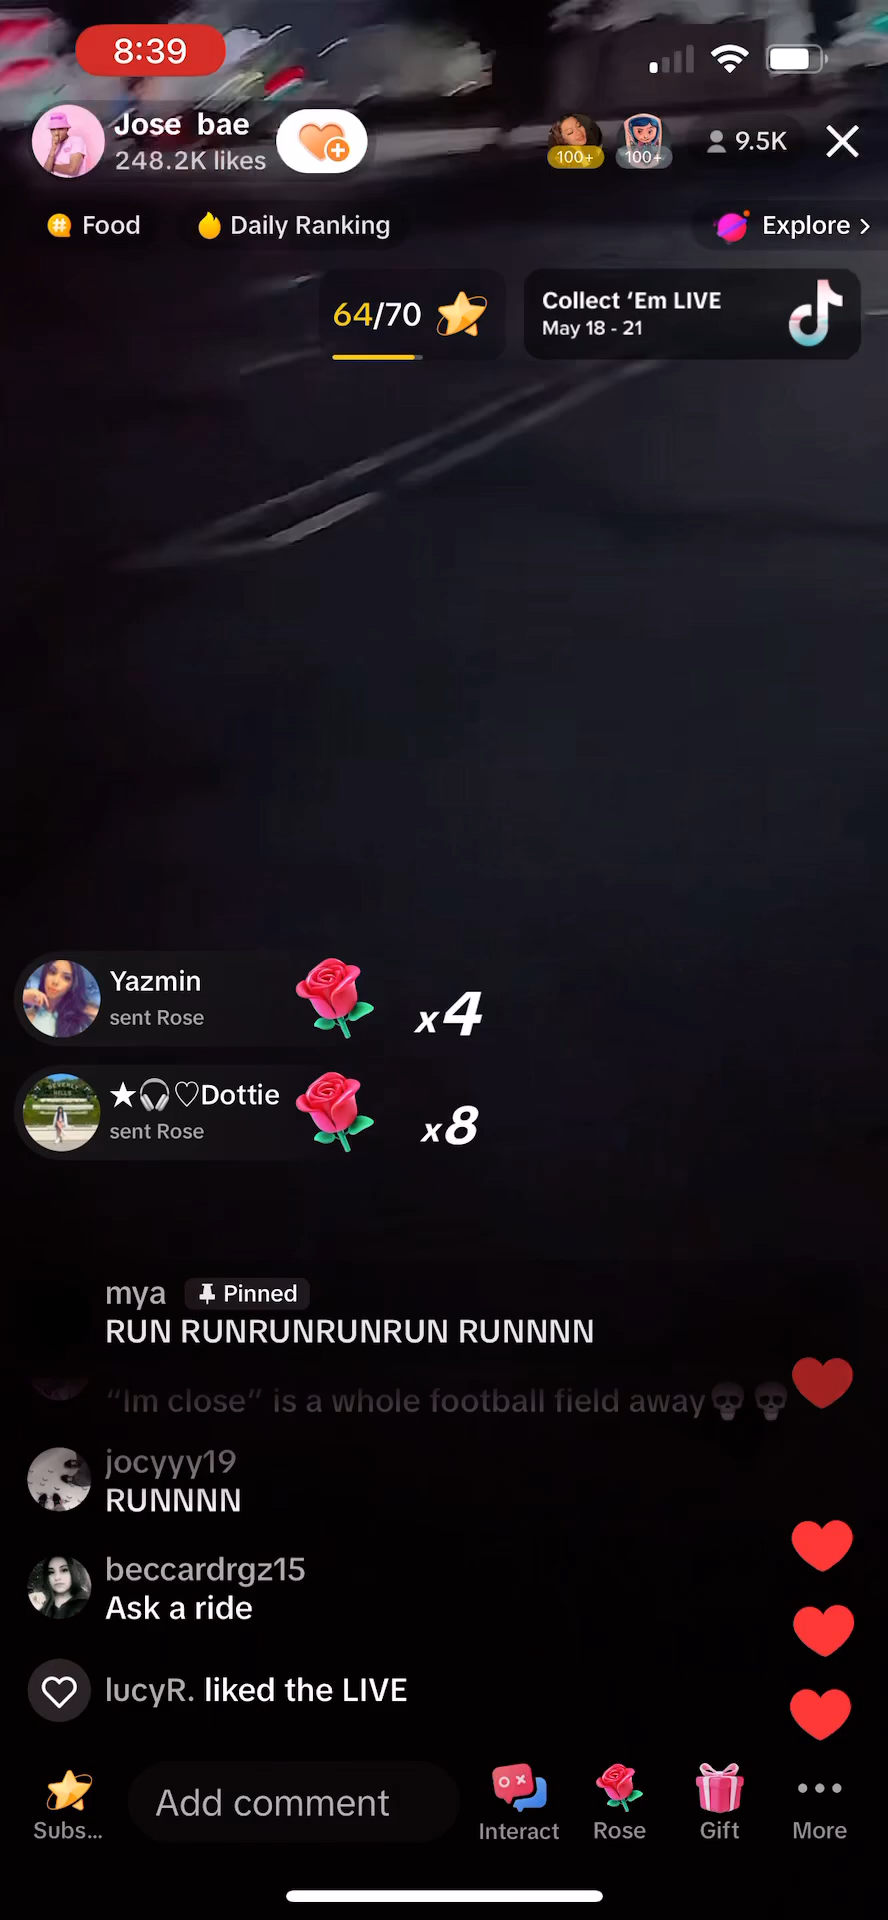 8:39
Jose bae
248.2K likes
100+
100+
9.5K
Food
Daily Ranking
Explore >
64/70
Collect ‘Em LIVE
May 18 - 21
Yazmin
sent Rose
x4
★🎧♡Dottie
sent Rose
x8
mya Pinned
RUN RUNRUNRUNRUN RUNNNN
“Im close” is a whole football field away💀💀
jocyyy19
RUNNNN
beccardrgz15
Ask a ride
lucyR. liked the LIVE
Subs...
Add comment
Interact
Rose
Gift
More